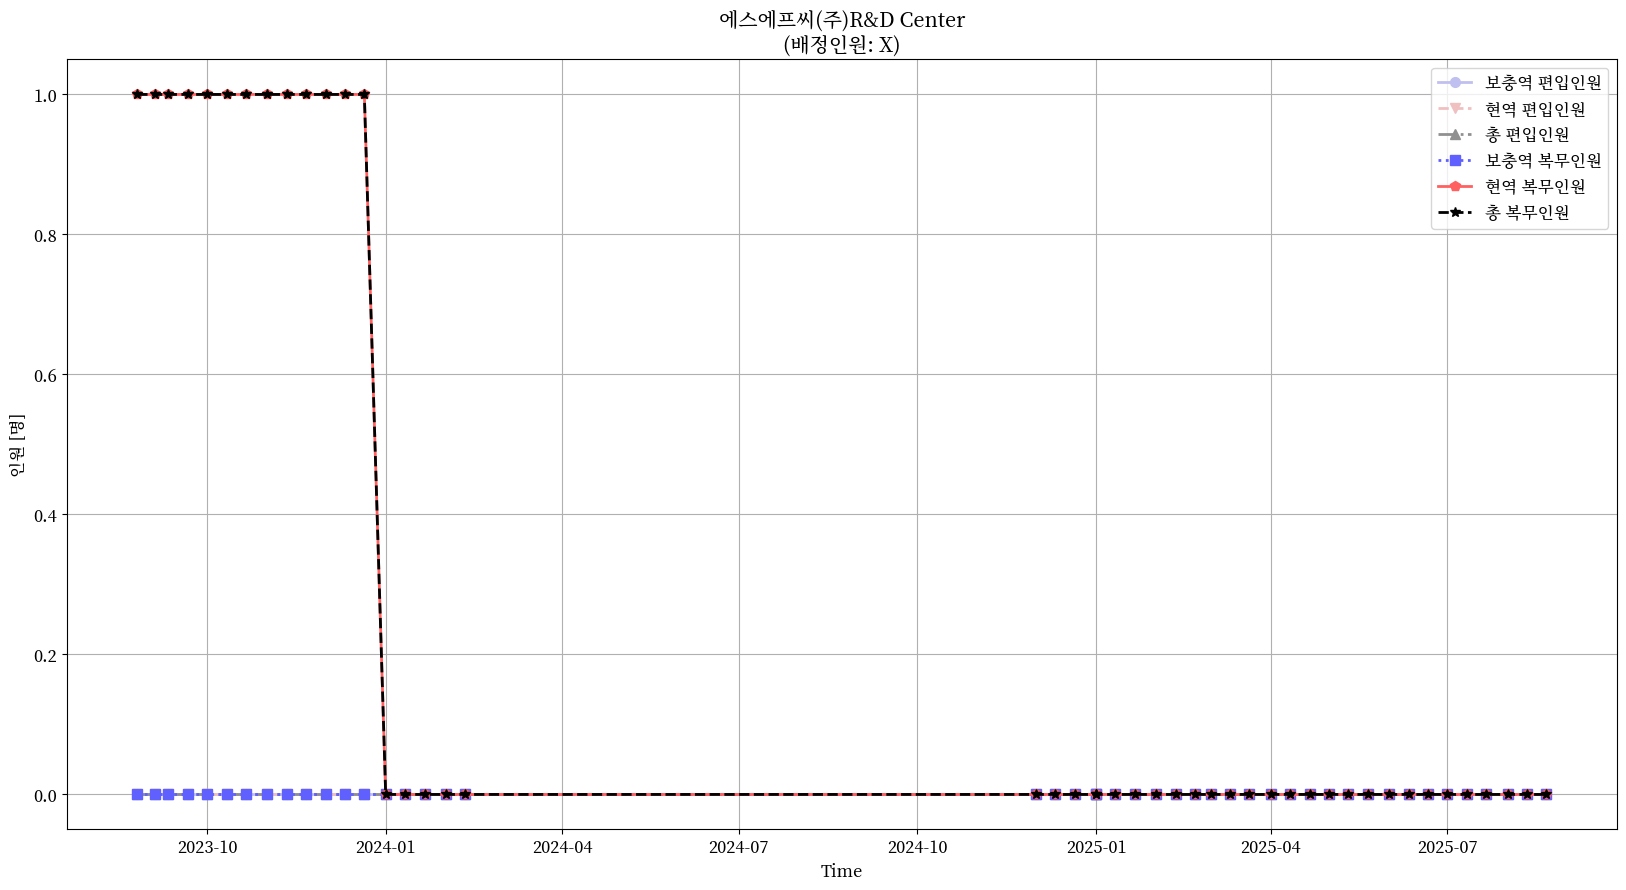 에스에프씨(주)R&D Center
(배정인원: X)
보충역 편입인원
현역 편입인원
총 편입인원
보충역 복무인원
현역 복무인원
총 복무인원
인원 [명]
1.0
0.8
0.6
0.4
0.2
0.0
2023-10
2024-01
2024-04
2024-07
2024-10
2025-01
2025-04
2025-07
Time